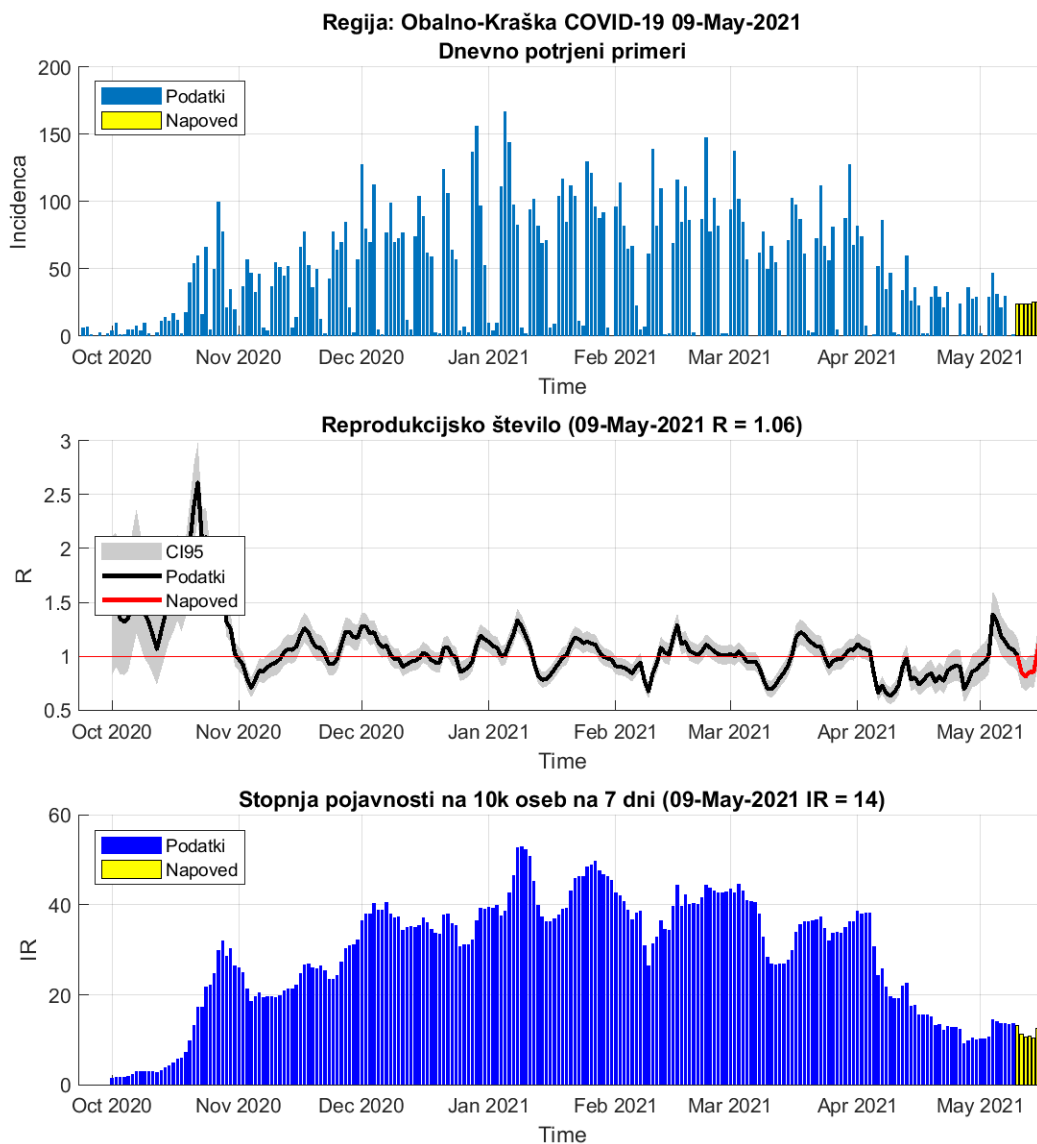 Regija: Obalno-Kraška COVID-19 09-May-2021
Dnevno potrjeni primeri
200
150
100
50
0
Incidenca
Podatki
Napoved
Oct 2020 Nov 2020 Dec 2020 Jan 2021 Feb 2021 Mar 2021 Apr 2021 May 2021
Time
Reprodukcijsko število (09-May-2021 R = 1.06)
3
2.5
2
1.5
1
0.5
R
CI95
Podatki
Napoved
Oct 2020 Nov 2020 Dec 2020 Jan 2021 Feb 2021 Mar 2021 Apr 2021 May 2021
Time
Stopnja pojavnosti na 10k oseb na 7 dni (09-May-2021 IR = 14)
60
40
20
0
IR
Podatki
Napoved
Oct 2020 Nov 2020 Dec 2020 Jan 2021 Feb 2021 Mar 2021 Apr 2021 May 2021
Time